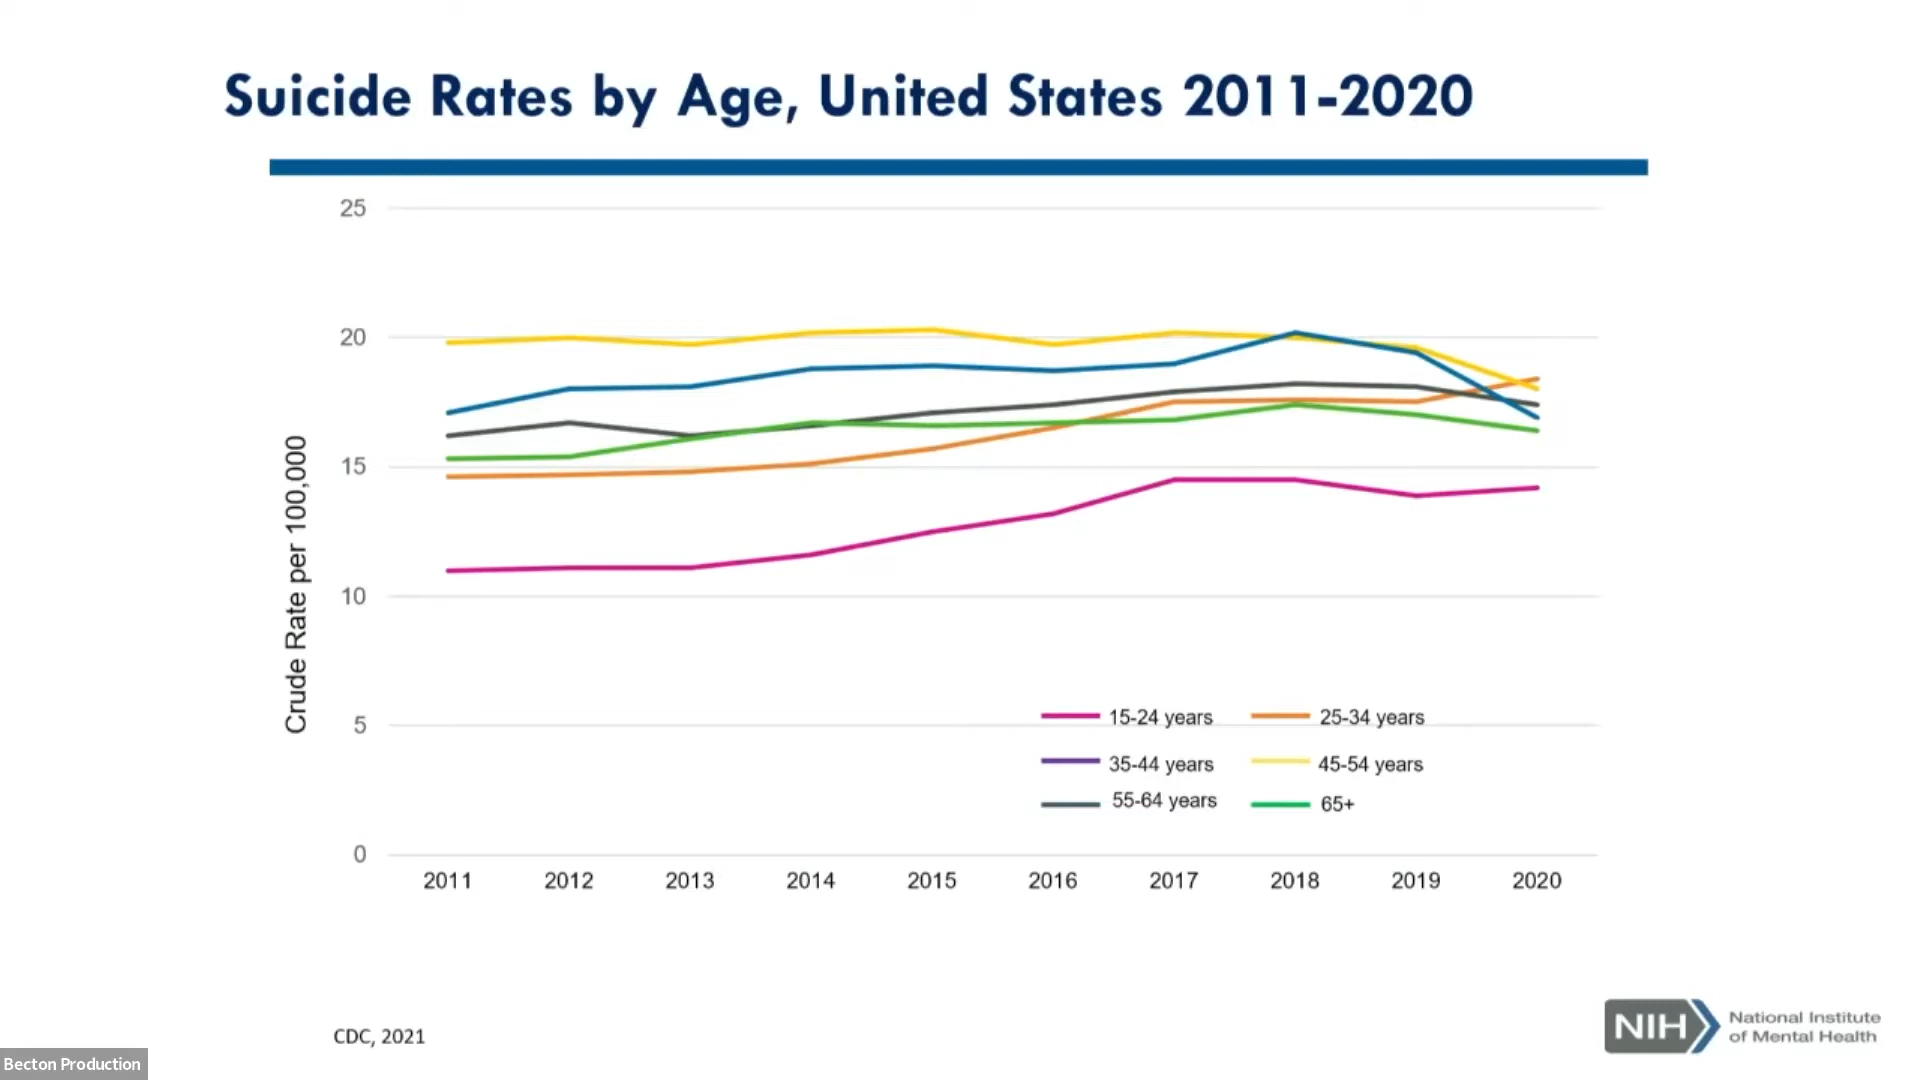 Suicide Rates by Age, United States 2011-2020
25
20
15
10
5
0
Crude Rate per 100,000
15-24 years
25-34 years
35-44 years
45-54 years
55-64 years
65+
2011 2012 2013 2014 2015 2016 2017 2018 2019 2020
CDC, 2021
NIH
National Institute
of Mental Health
Becton Production